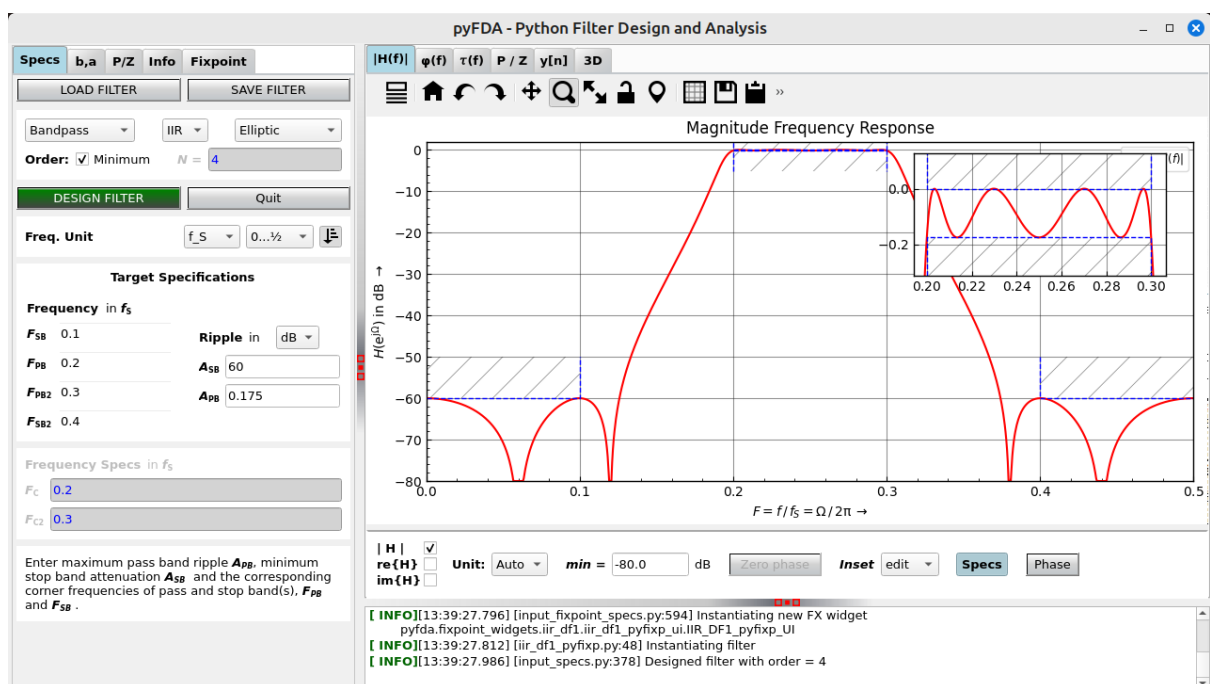 pyFDA - Python Filter Design and Analysis
Specs b,a P/Z Info Fixpoint
LOAD FILTER SAVE FILTER
Bandpass IIR Elliptic
Order: Minimum N = 4
DESIGN FILTER Quit
Freq. Unit f_S 0...½
Target Specifications
Frequency in fS
FSB 0.1
Ripple in dB
FPB 0.2
ASB 60
FPB2 0.3
APB 0.175
FSB2 0.4
Frequency Specs in fS
FC 0.2
FC2 0.3
Enter maximum pass band ripple APB, minimum
stop band attenuation ASB and the corresponding
corner frequencies of pass and stop band(s), FPB
and FSB .
|H(f)| φ(f) τ(f) P / Z y[n] 3D
»
Magnitude Frequency Response
H(e^jΩ) in dB →
0
−10
−20
−30
−40
−50
−60
−70
−80
0.0 0.1 0.2 0.3 0.4 0.5
F = f / fS = Ω / 2π →
(f)|
0.0
−0.2
0.20 0.22 0.24 0.26 0.28 0.30
| H |
re{H} Unit: Auto min = -80.0 dB Zero phase Inset edit Specs Phase
im{H}
[ INFO][13:39:27.796] [input_fixpoint_specs.py:594] Instantiating new FX widget
pyfda.fixpoint_widgets.iir_df1.iir_df1_pyfixp_ui.IIR_DF1_pyfixp_UI
[ INFO][13:39:27.812] [iir_df1_pyfixp.py:48] Instantiating filter
[ INFO][13:39:27.986] [input_specs.py:378] Designed filter with order = 4